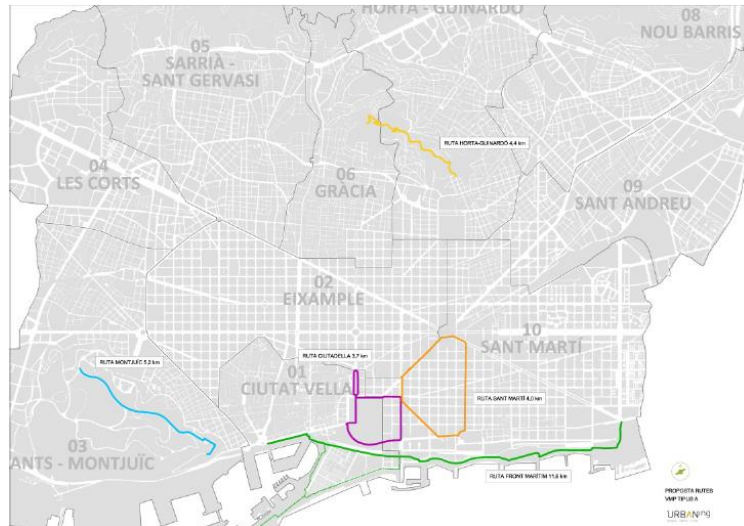 HORTA - GUINARDÓ
08
NOU BARRIS
05
SARRIÀ -
SANT GERVASI
RUTA HORTA-GUINARDÓ 4,4 km
04
LES CORTS
06
GRÀCIA
09
SANT ANDREU
02
EIXAMPLE
10
SANT MARTÍ
RUTA MONTJUÏC 5,2 km
RUTA CIUTADELLA 3,7 km
01
CIUTAT VELLA
RUTA SANT MARTÍ 4,0 km
03
ANTS - MONTJUÏC
RUTA FRONT MARÍTIM 11,6 km
PROPOSTA RUTES
VMP TIPUS A
URBANing